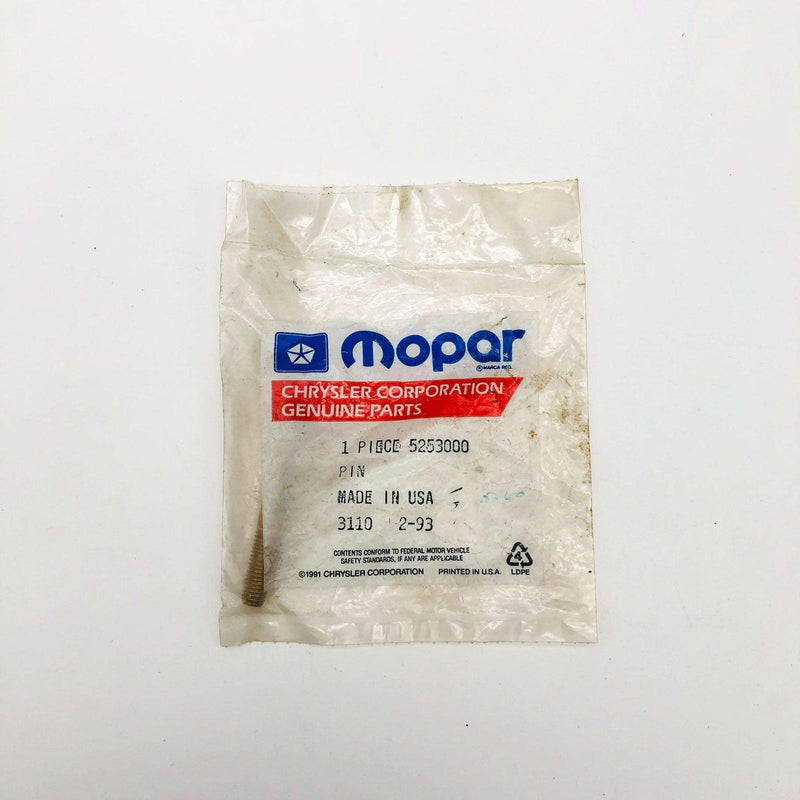 mopar
® MARCA REG.
CHRYSLER CORPORATION
GENUINE PARTS
1 PIECE 5253000
PIN
MADE IN USA
3110 2-93
CONTENTS CONFORM TO FEDERAL MOTOR VEHICLE
SAFETY STANDARDS, IF ANY ARE APPLICABLE
©1991 CHRYSLER CORPORATION PRINTED IN U.S.A.
4
LDPE